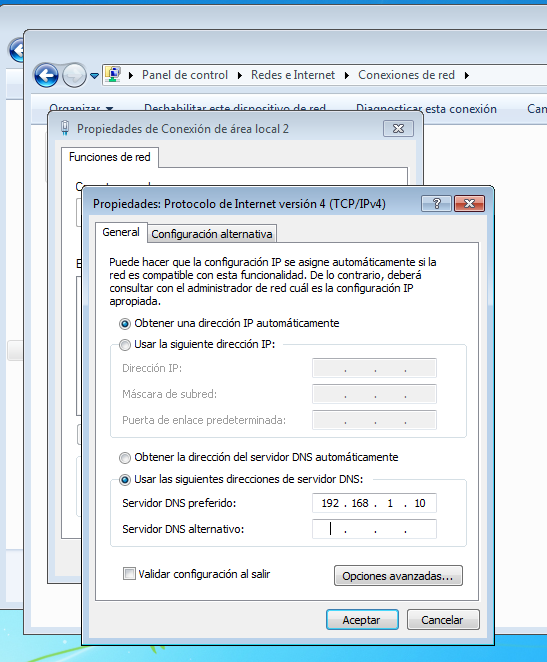 Panel de control
Redes e Internet
Conexiones de red
Organizar
Deshabilitar este dispositivo de red
Diagnosticar esta conexión
Propiedades de Conexión de área local 2
Funciones de red
Propiedades: Protocolo de Internet versión 4 (TCP/IPv4)
General
Configuración alternativa
Puede hacer que la configuración IP se asigne automáticamente si la
red es compatible con esta funcionalidad. De lo contrario, deberá
consultar con el administrador de red cuál es la configuración IP
apropiada.
Obtener una dirección IP automáticamente
Usar la siguiente dirección IP:
Dirección IP:
Máscara de subred:
Puerta de enlace predeterminada:
Obtener la dirección del servidor DNS automáticamente
Usar las siguientes direcciones de servidor DNS:
Servidor DNS preferido: 192 . 168 . 1 . 10
Servidor DNS alternativo:
Validar configuración al salir
Opciones avanzadas...
Aceptar
Cancelar